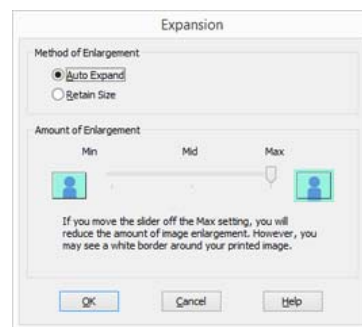 Expansion
Method of Enlargement
Auto Expand
Retain Size
Amount of Enlargement
Min Mid Max
If you move the slider off the Max setting, you will
reduce the amount of image enlargement. However, you
may see a white border around your printed image.
OK Cancel Help